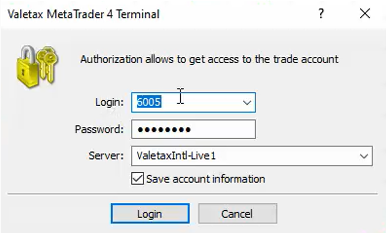 Valetax MetaTrader 4 Terminal
?
Authorization allows to get access to the trade account
Login: 6005
Password: ●●●●●●●●
Server: ValetaxIntl-Live1
Save account information
Login Cancel